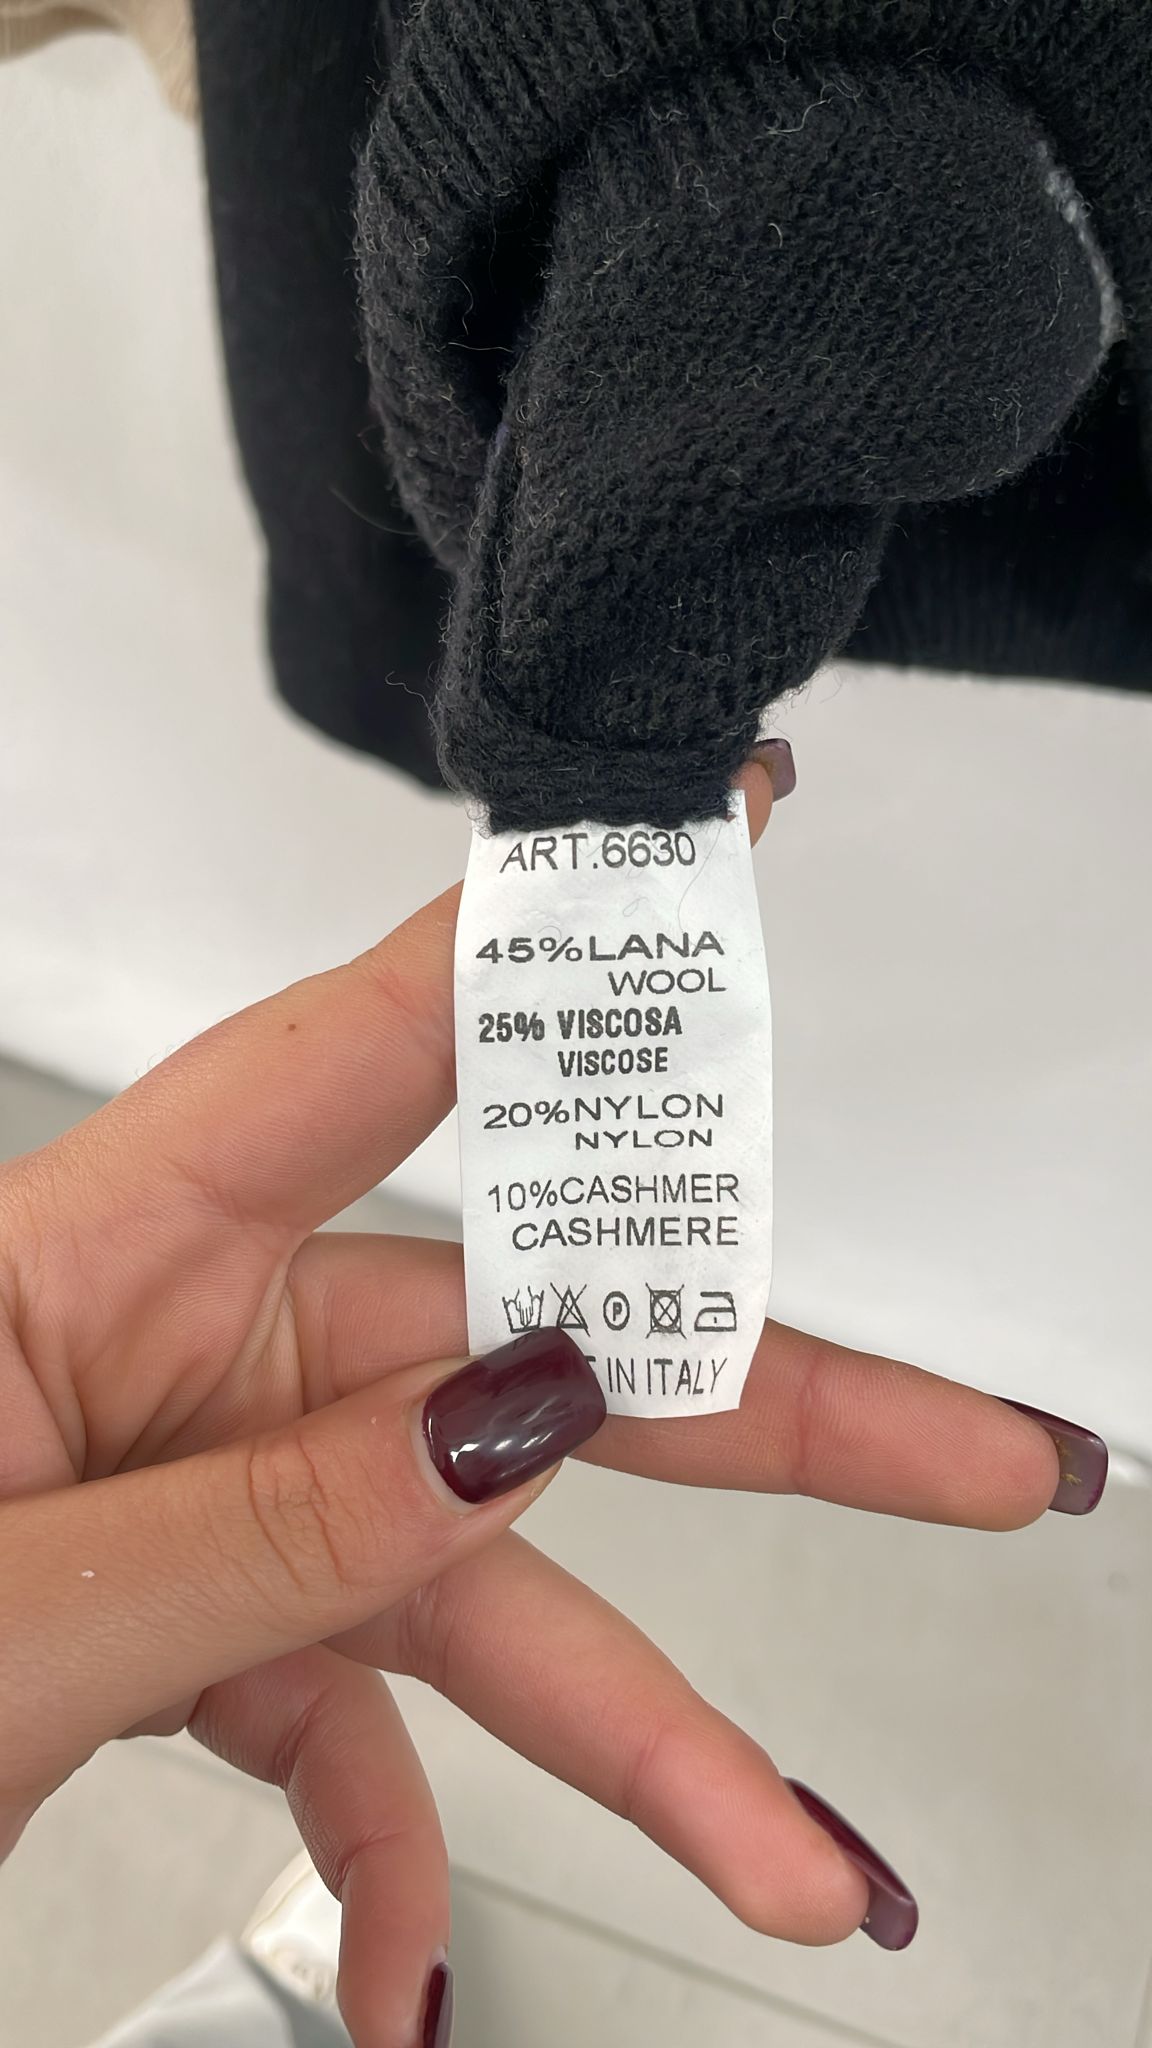 ART.6630
45%LANA
WOOL
25% VISCOSA
VISCOSE
20%NYLON
NYLON
10%CASHMER
CASHMERE
P
IN ITALY